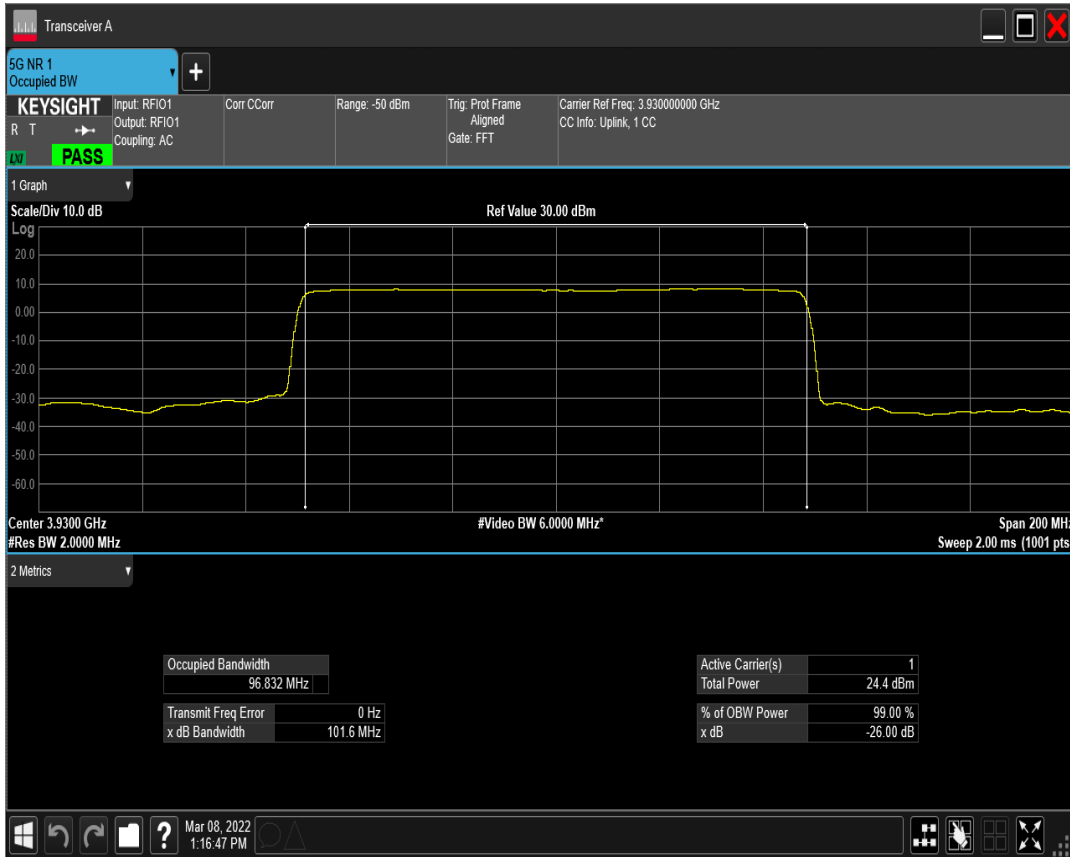 Transceiver A
5G NR 1
Occupied BW
KEYSIGHT
R T
LXI
PASS
Input: RFIO1
Output: RFIO1
Coupling: AC
Corr CCorr
Range: -50 dBm
Trig: Prot Frame
Aligned
Gate: FFT
Carrier Ref Freq: 3.930000000 GHz
CC Info: Uplink, 1 CC
1 Graph
Scale/Div 10.0 dB
Ref Value 30.00 dBm
Log
20.0
10.0
0.00
-10.0
-20.0
-30.0
-40.0
-50.0
-60.0
Center 3.9300 GHz
#Video BW 6.0000 MHz*
Span 200 MHz
#Res BW 2.0000 MHz
Sweep 2.00 ms (1001 pts
2 Metrics
Occupied Bandwidth
96.832 MHz
Active Carrier(s) 1
Total Power 24.4 dBm
Transmit Freq Error 0 Hz
% of OBW Power 99.00 %
x dB Bandwidth 101.6 MHz
x dB -26.00 dB
?
Mar 08, 2022
1:16:47 PM